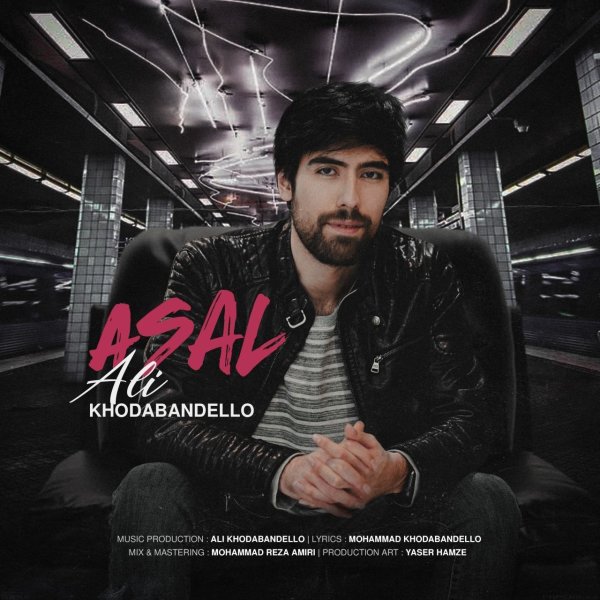 ASAL
Ali
KHODABANDELLO
MUSIC PRODUCTION : ALI KHODABANDELLO | LYRICS : MOHAMMAD KHODABANDELLO
MIX & MASTERING : MOHAMMAD REZA AMIRI | PRODUCTION ART : YASER HAMZE